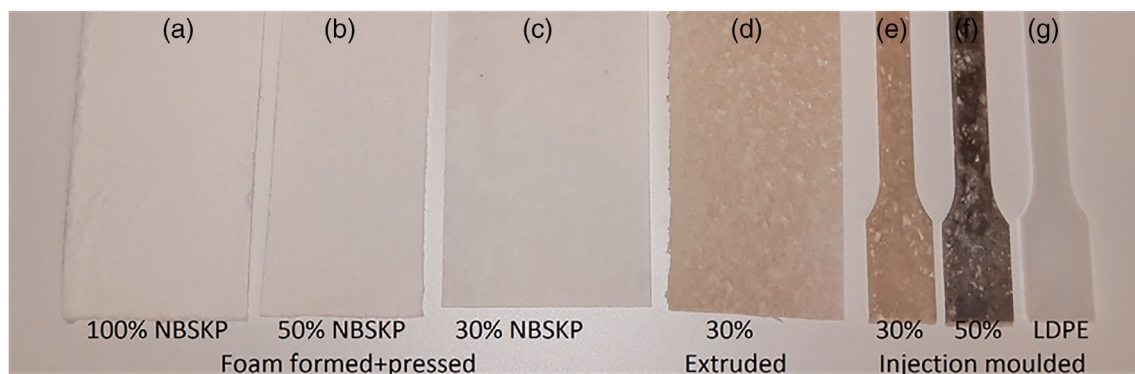 (a) (b) (c) (d) (e) (f) (g)
100% NBSKP 50% NBSKP 30% NBSKP 30% 30% 50% LDPE
Foam formed+pressed Extruded Injection moulded